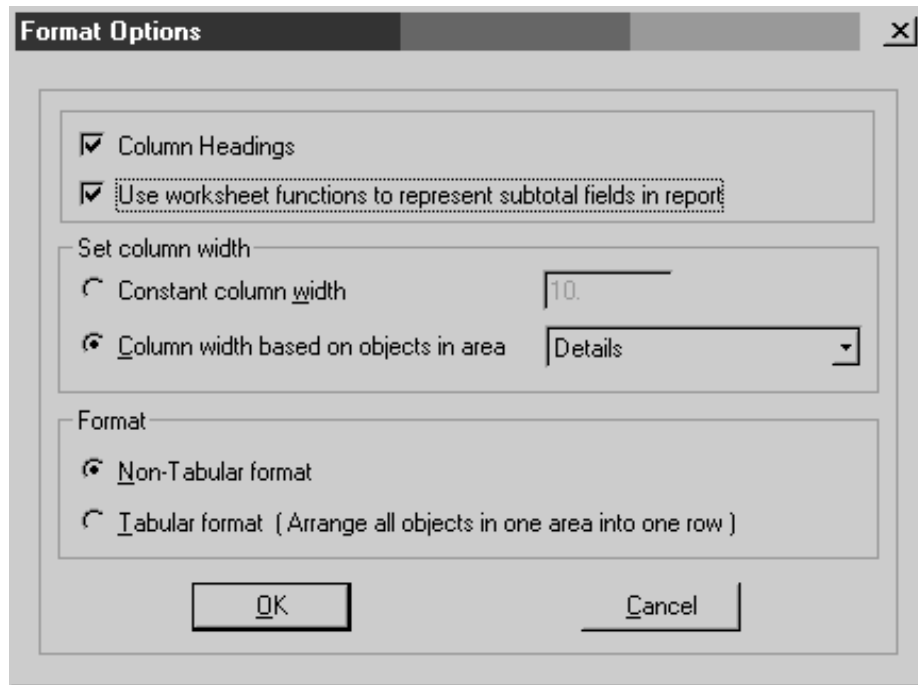 Format Options
Column Headings
Use worksheet functions to represent subtotal fields in report
Set column width
Constant column width 10.
Column width based on objects in area Details
Format
Non-Tabular format
Tabular format ( Arrange all objects in one area into one row )
OK Cancel